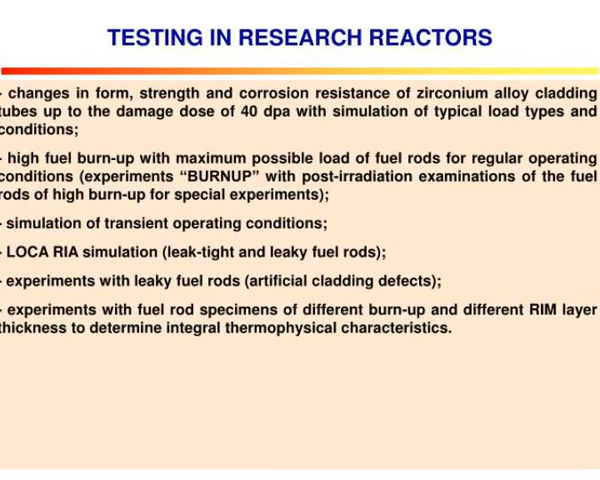 TESTING IN RESEARCH REACTORS
- changes in form, strength and corrosion resistance of zirconium alloy cladding
tubes up to the damage dose of 40 dpa with simulation of typical load types and
conditions;
- high fuel burn-up with maximum possible load of fuel rods for regular operating
conditions (experiments “BURNUP” with post-irradiation examinations of the fuel
rods of high burn-up for special experiments);
- simulation of transient operating conditions;
- LOCA RIA simulation (leak-tight and leaky fuel rods);
- experiments with leaky fuel rods (artificial cladding defects);
- experiments with fuel rod specimens of different burn-up and different RIM layer
thickness to determine integral thermophysical characteristics.